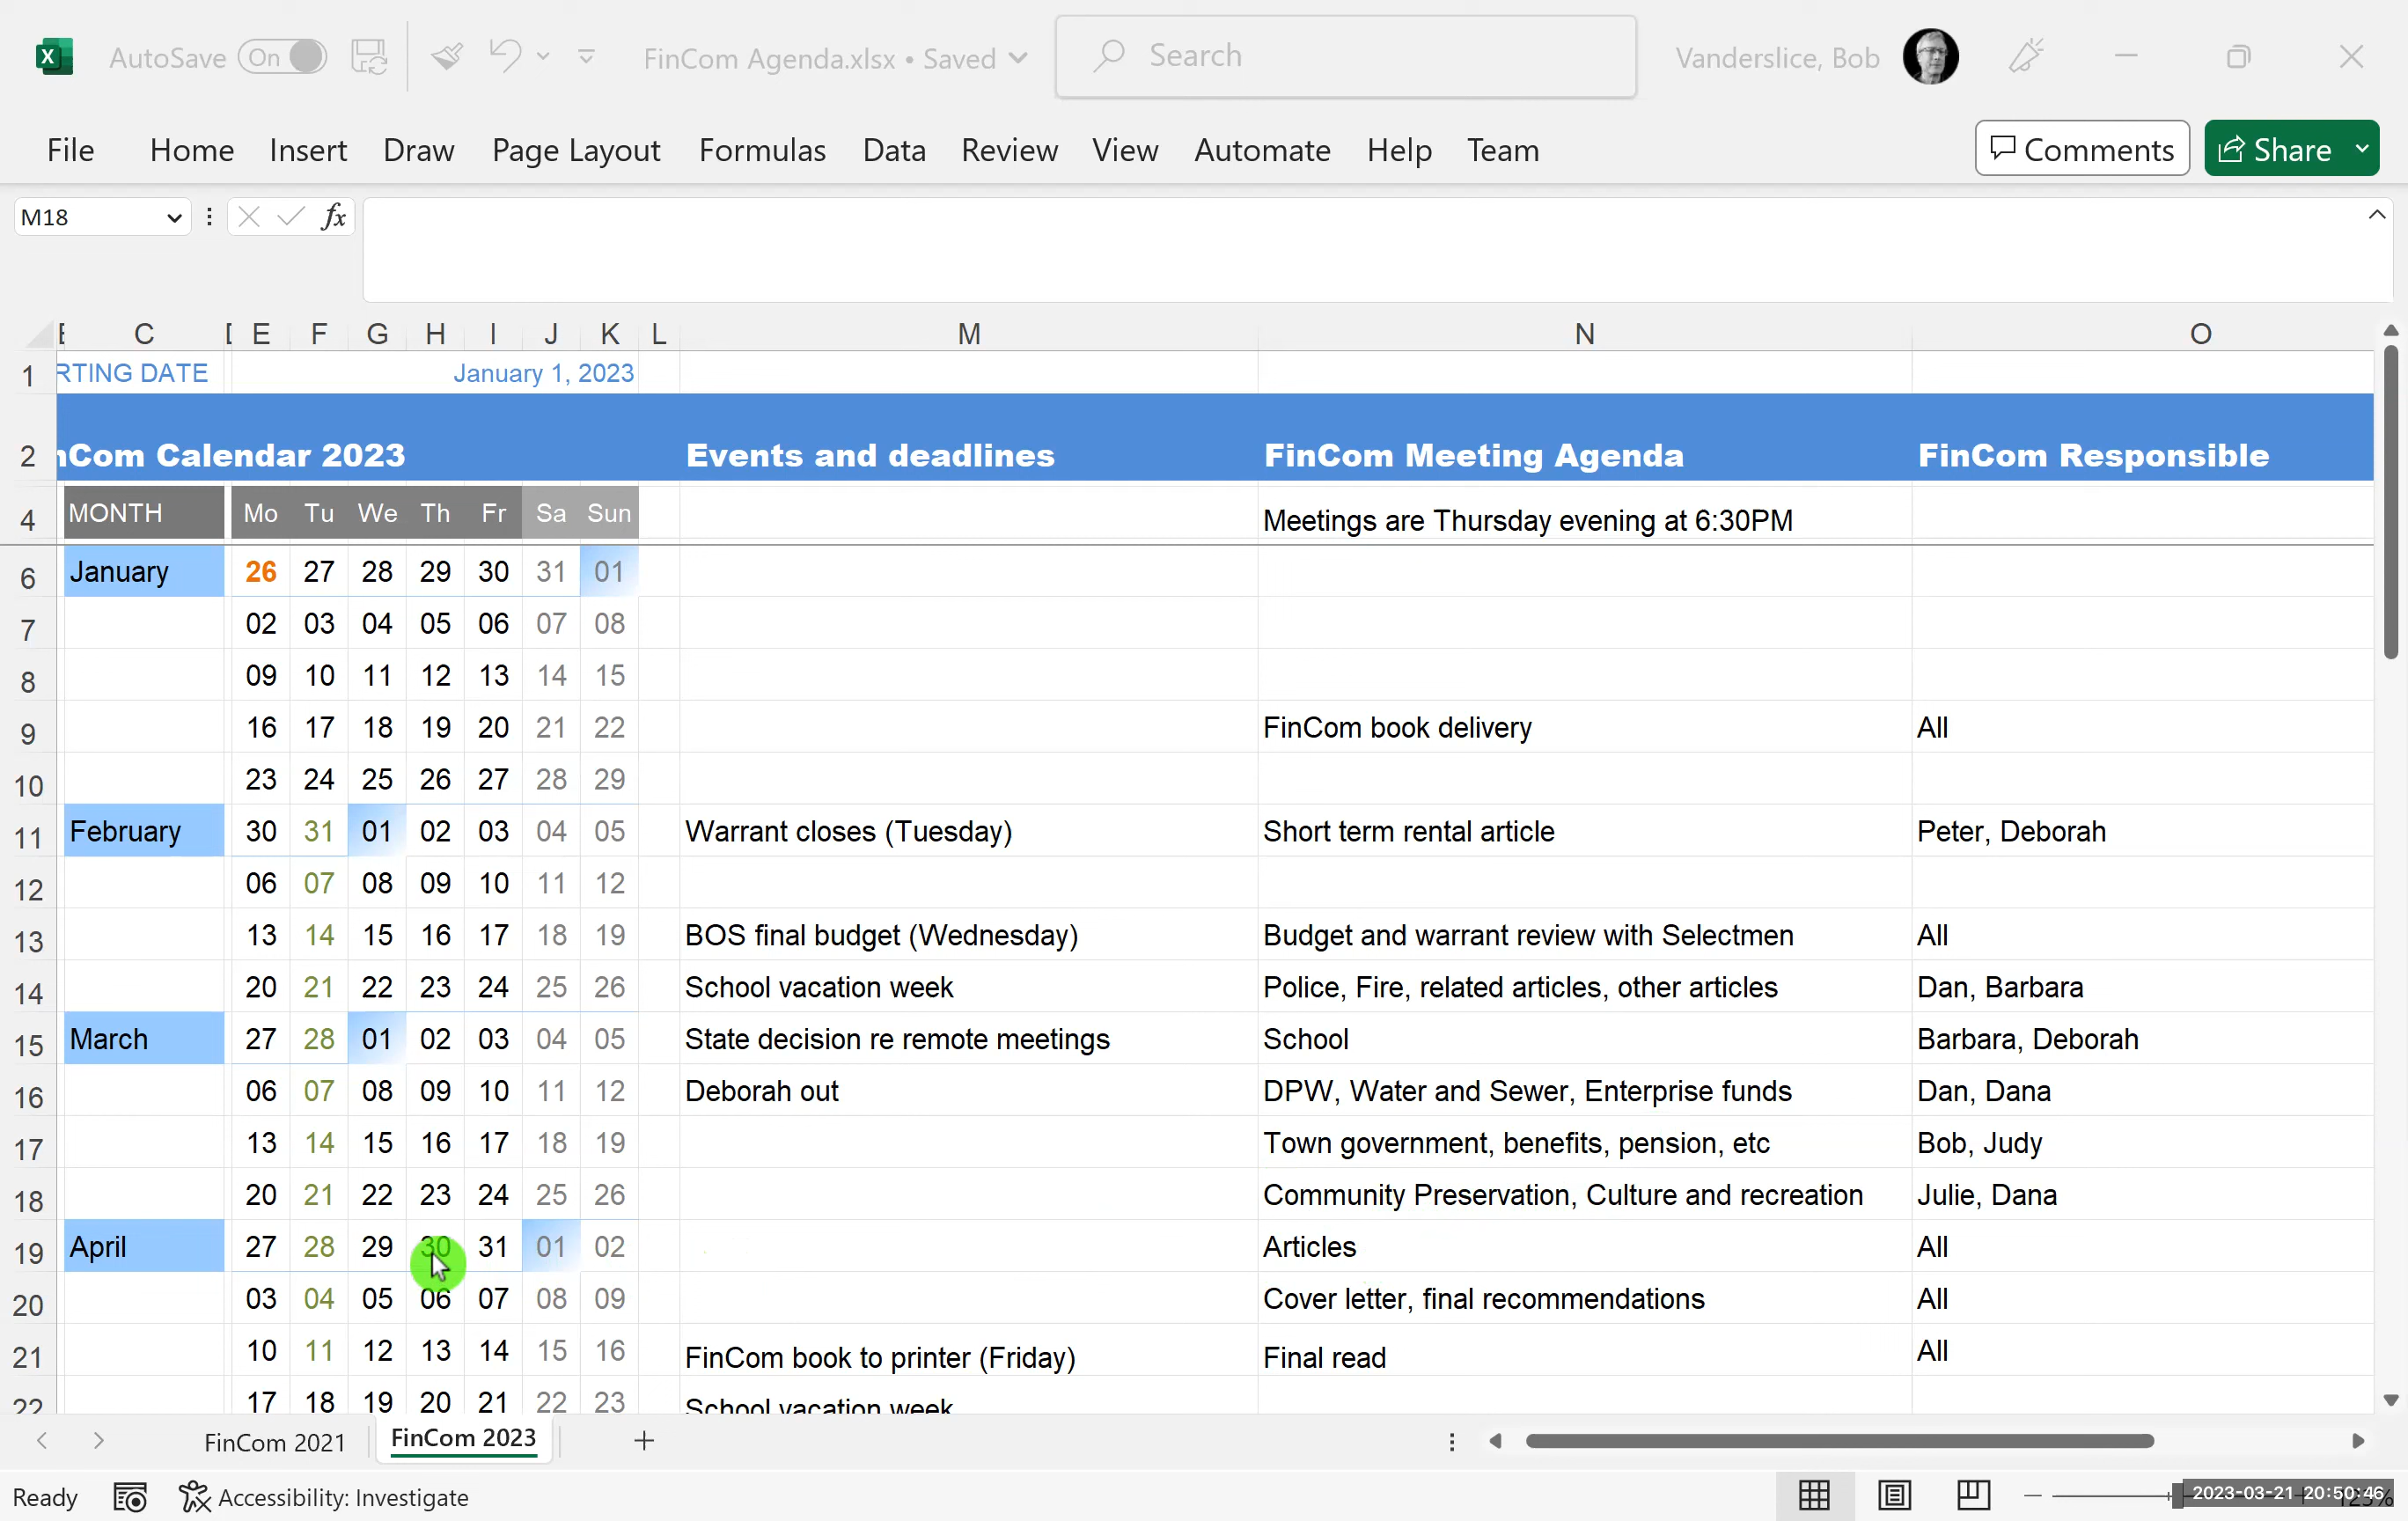 AutoSave On FinCom Agenda.xlsx • Saved Search Vanderslice, Bob
File Home Insert Draw Page Layout Formulas Data Review View Automate Help Team Comments Share
M18 fx
C E F G H I J K L M N O
1 RTING DATE January 1, 2023
2 nCom Calendar 2023 Events and deadlines FinCom Meeting Agenda FinCom Responsible
4 MONTH Mo Tu We Th Fr Sa Sun Meetings are Thursday evening at 6:30PM
6 January 26 27 28 29 30 31 01
7 02 03 04 05 06 07 08
8 09 10 11 12 13 14 15
9 16 17 18 19 20 21 22 FinCom book delivery All
10 23 24 25 26 27 28 29
11 February 30 31 01 02 03 04 05 Warrant closes (Tuesday) Short term rental article Peter, Deborah
12 06 07 08 09 10 11 12
13 13 14 15 16 17 18 19 BOS final budget (Wednesday) Budget and warrant review with Selectmen All
14 20 21 22 23 24 25 26 School vacation week Police, Fire, related articles, other articles Dan, Barbara
15 March 27 28 01 02 03 04 05 State decision re remote meetings School Barbara, Deborah
16 06 07 08 09 10 11 12 Deborah out DPW, Water and Sewer, Enterprise funds Dan, Dana
17 13 14 15 16 17 18 19 Town government, benefits, pension, etc Bob, Judy
18 20 21 22 23 24 25 26 Community Preservation, Culture and recreation Julie, Dana
19 April 27 28 29 30 31 01 02 Articles All
20 03 04 05 06 07 08 09 Cover letter, final recommendations All
21 10 11 12 13 14 15 16 FinCom book to printer (Friday) Final read All
22 17 18 19 20 21 22 23 School vacation week
FinCom 2021 FinCom 2023
Ready Accessibility: Investigate 2023-03-21 20:50:46